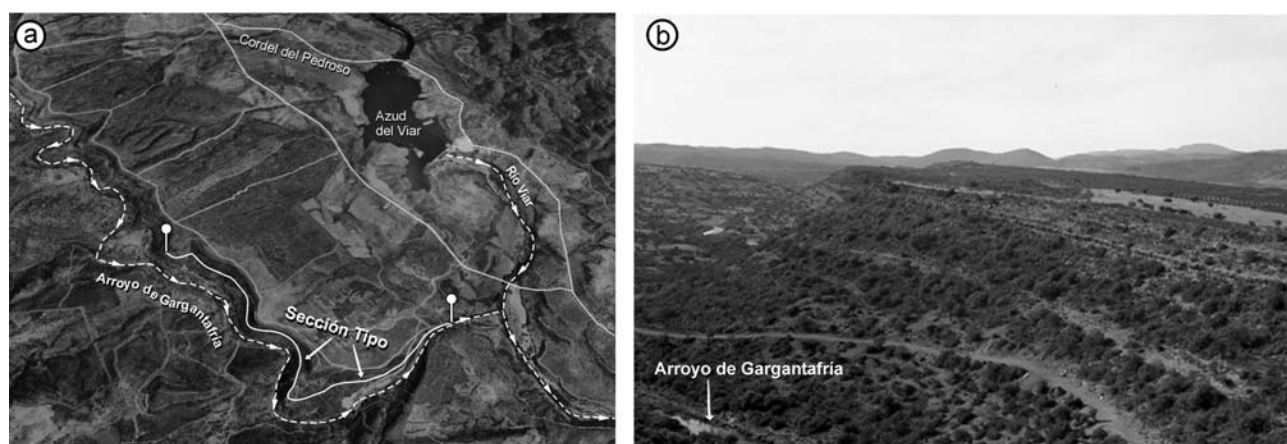 a
Cordel del Pedroso
Azud
del Viar
Río Viar
Arroyo de Gargantafría
Sección Tipo
b
Arroyo de Gargantafría